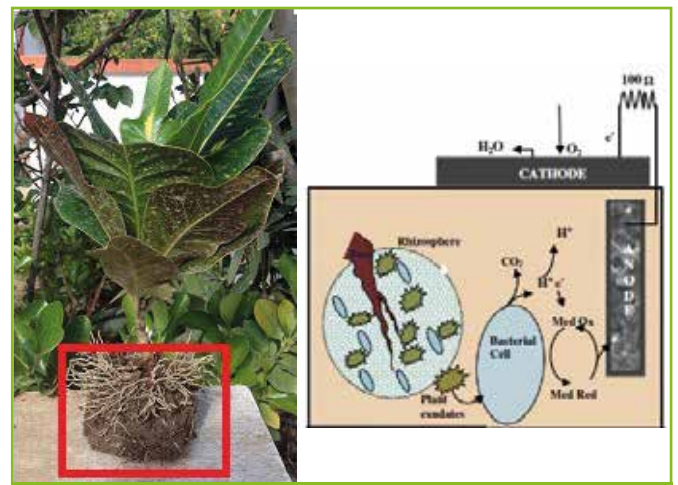 100 Ω
e⁻
H₂O
O₂
CATHODE
Rhizosphere
H⁺
CO₂
H⁺ e⁻
ANODE
Med Ox
Bacterial
Cell
Med Red
Plant
exudates